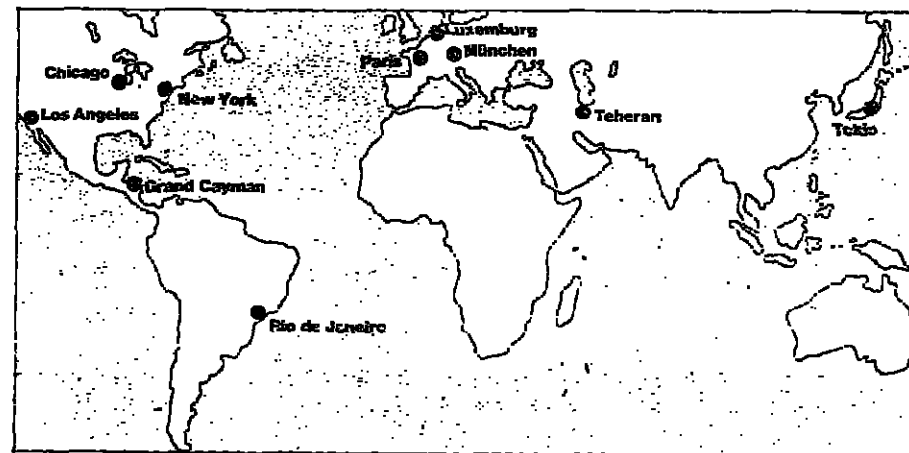 Luxemburg
Paris
München
Chicago
New York
Los Angeles
Teheran
Tokio
Grand Cayman
Rio de Janeiro